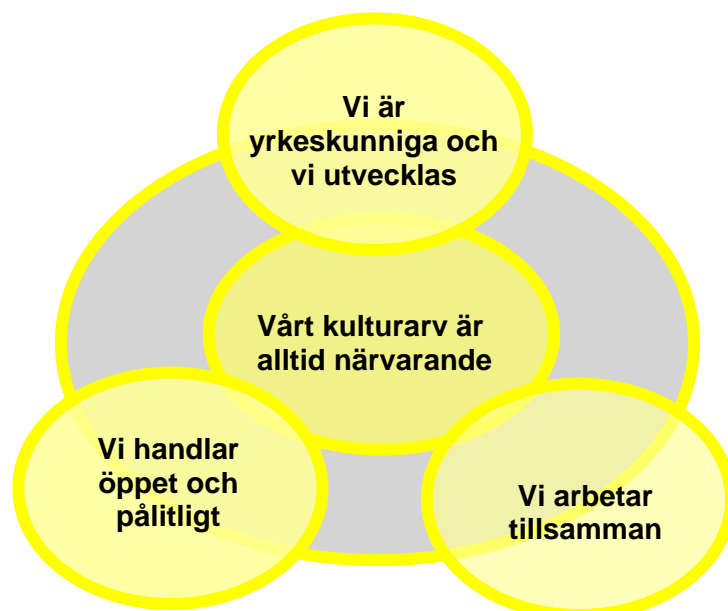 Vi är
yrkeskunniga och
vi utvecklas
Vårt kulturarv är
alltid närvarande
Vi handlar
öppet och
pålitligt
Vi arbetar
tillsamman